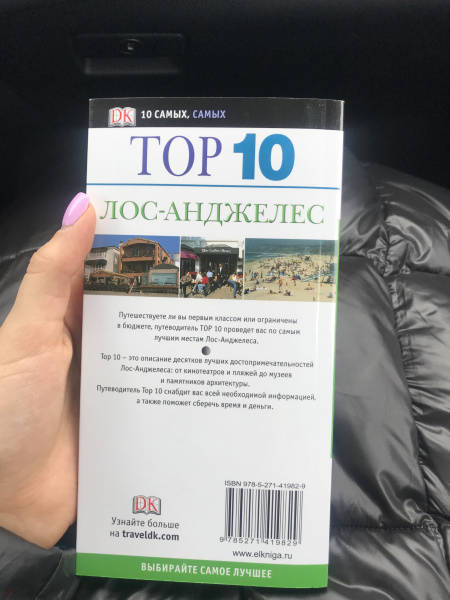 DK 10 САМЫХ, САМЫХ
TOP 10
ЛОС-АНДЖЕЛЕС
Путешествуете ли вы первым классом или ограничены
в бюджете, путеводитель TOP 10 проведет вас по самым
лучшим местам Лос-Анджелеса.
Top 10 – это описание десятков лучших достопримечательностей
Лос-Анджелеса: от кинотеатров и пляжей до музеев
и памятников архитектуры.
Путеводитель Top 10 снабдит вас всей необходимой информацией,
а также поможет сберечь время и деньги.
ISBN 978-5-271-41982-9
9785271419829
www.elkniga.ru
DK
Узнайте больше
на traveldk.com
ВЫБИРАЙТЕ САМОЕ ЛУЧШЕЕ